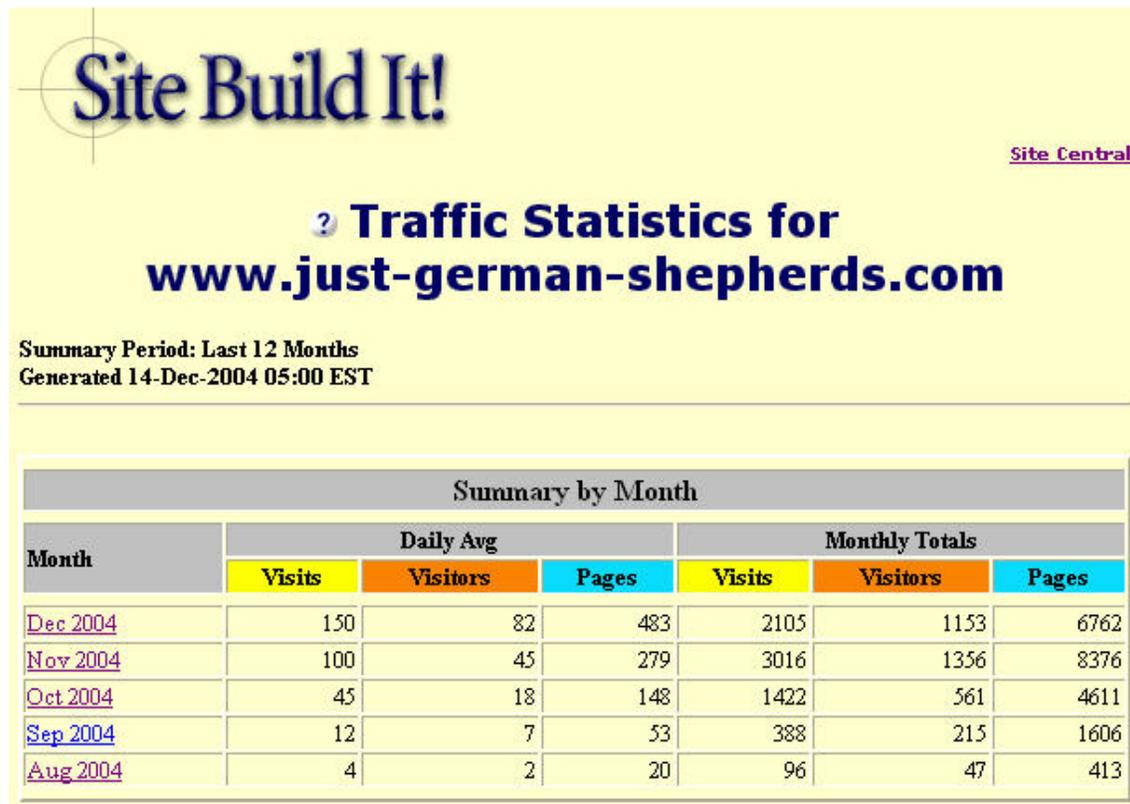 Site Build It!
Site Central
? Traffic Statistics for
www.just-german-shepherds.com
Summary Period: Last 12 Months
Generated 14-Dec-2004 05:00 EST
Summary by Month
Month Daily Avg Monthly Totals
Visits Visitors Pages Visits Visitors Pages
Dec 2004 150 82 483 2105 1153 6762
Nov 2004 100 45 279 3016 1356 8376
Oct 2004 45 18 148 1422 561 4611
Sep 2004 12 7 53 388 215 1606
Aug 2004 4 2 20 96 47 413